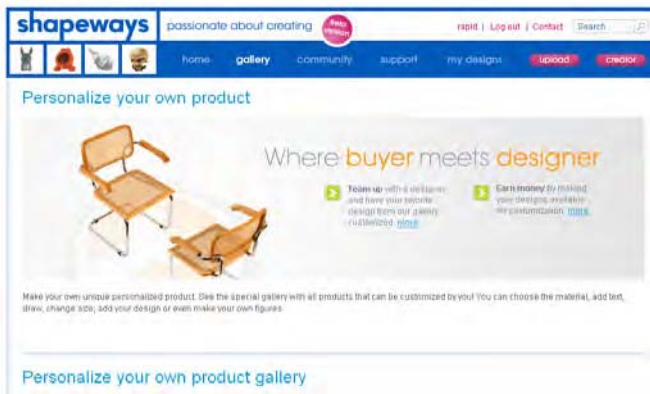 shapeways
passionate about creating
Beta version
rapid | Log out | Contact
Search
home gallery community support my designs upload creator
Personalize your own product
Where buyer meets designer
Team up with a designer
and have your favorite
design from our gallery
customized. more
Earn money by making
your designs available
for customization. more
Make your own unique personalized product. See the special gallery with all products that can be customized by you! You can choose the material, add text,
draw, change size, add your design or even make your own figures.
Personalize your own product gallery